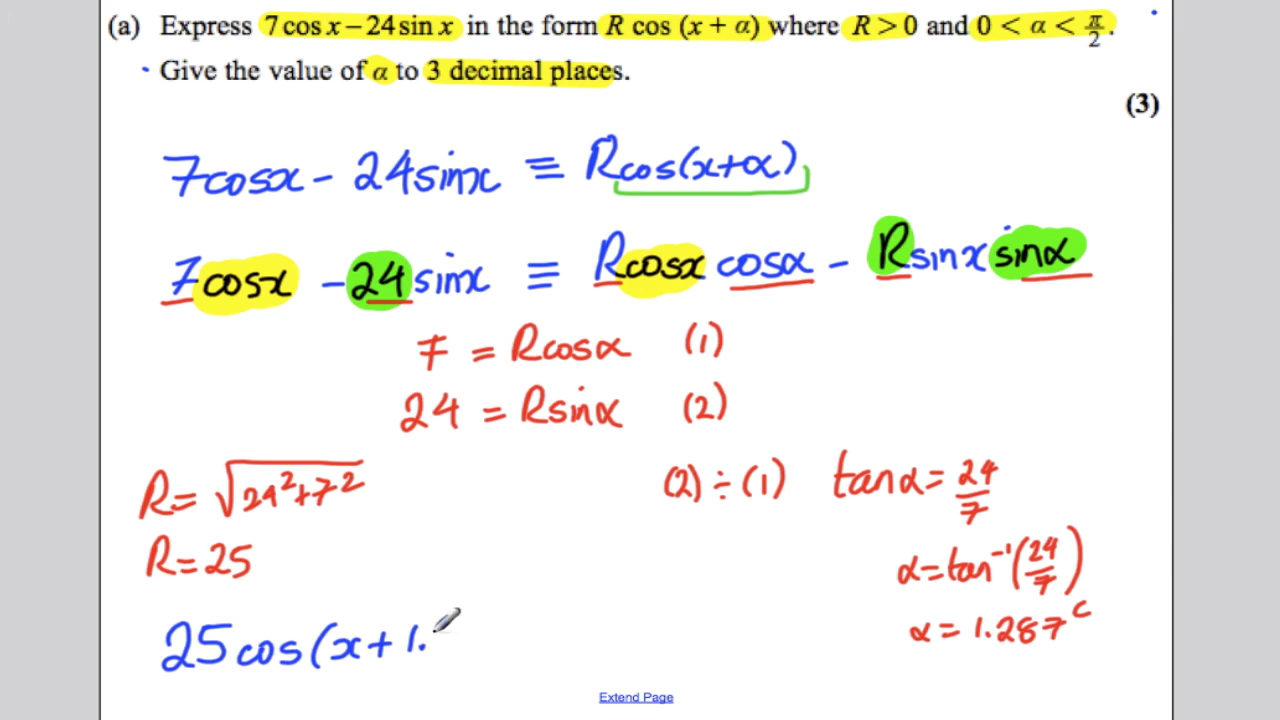 (a) Express 7 cos x – 24 sin x in the form R cos (x + α) where R > 0 and 0 < α < π/2.
Give the value of α to 3 decimal places.
(3)
7cosx - 24sinx ≡ Rcos(x+α)
7cosx - 24sinx ≡ Rcosx cosα - Rsinx sinα
7 = Rcosα (1)
24 = Rsinα (2)
R = √(24²+7²)
(2) ÷ (1) tanα = 24/7
R = 25
α = tan⁻¹(24/7)
α = 1.287ᶜ
25cos(x + 1.
Extend Page